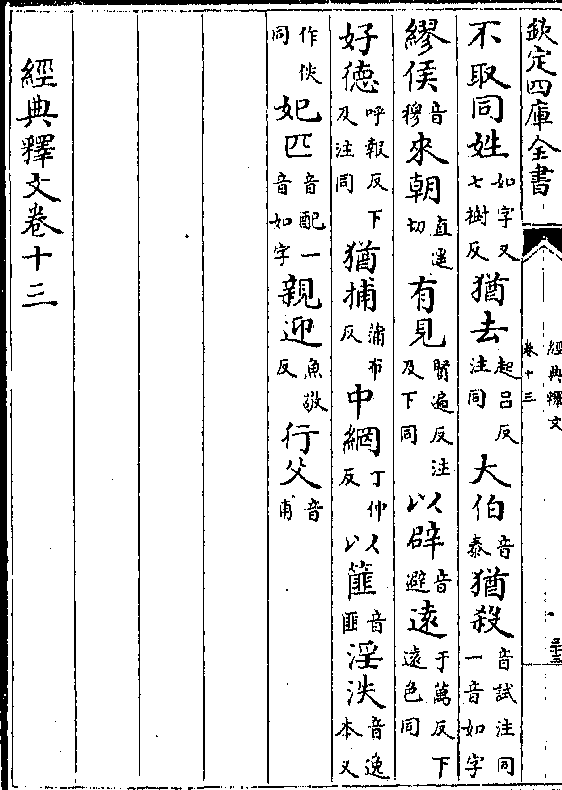 欽定四庫全書
經典釋文
卷十三
不取同姓如字又七樹反猶去起吕反注同大伯音泰猶殺音試注同一音如字
繆侯音穆來朝直遥切有見賢遍反注及下同以辟音避遠于萬反下遠色同
好徳呼報反下及注同猶捕蒲布反中網丁仲反以篚音匪淫泆音逸本又
作佚同妃匹音配一音如字親迎魚敬反行父音甫
經典釋文卷十三